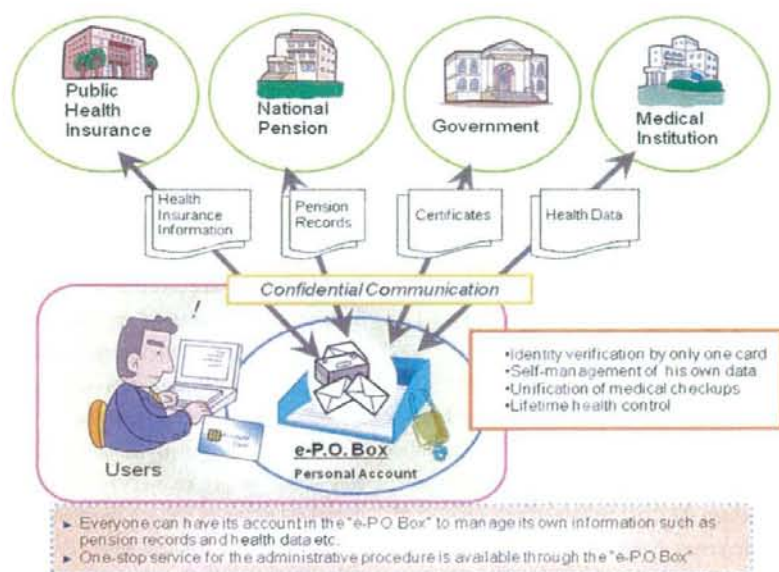 Public
Health
Insurance
National
Pension
Government
Medical
Institution
Health
Insurance
Information
Pension
Records
Certificates
Health Data
Confidential Communication
!
•Identity verification by only one card
•Self-management of his own data
•Unification of medical checkups
•Lifetime health control
Users
e-P.O. Box
Personal Account
► Everyone can have its account in the "e-P.O Box" to manage its own information such as
pension records and health data etc.
► One-stop service for the administrative procedure is available through the "e-P.O Box"